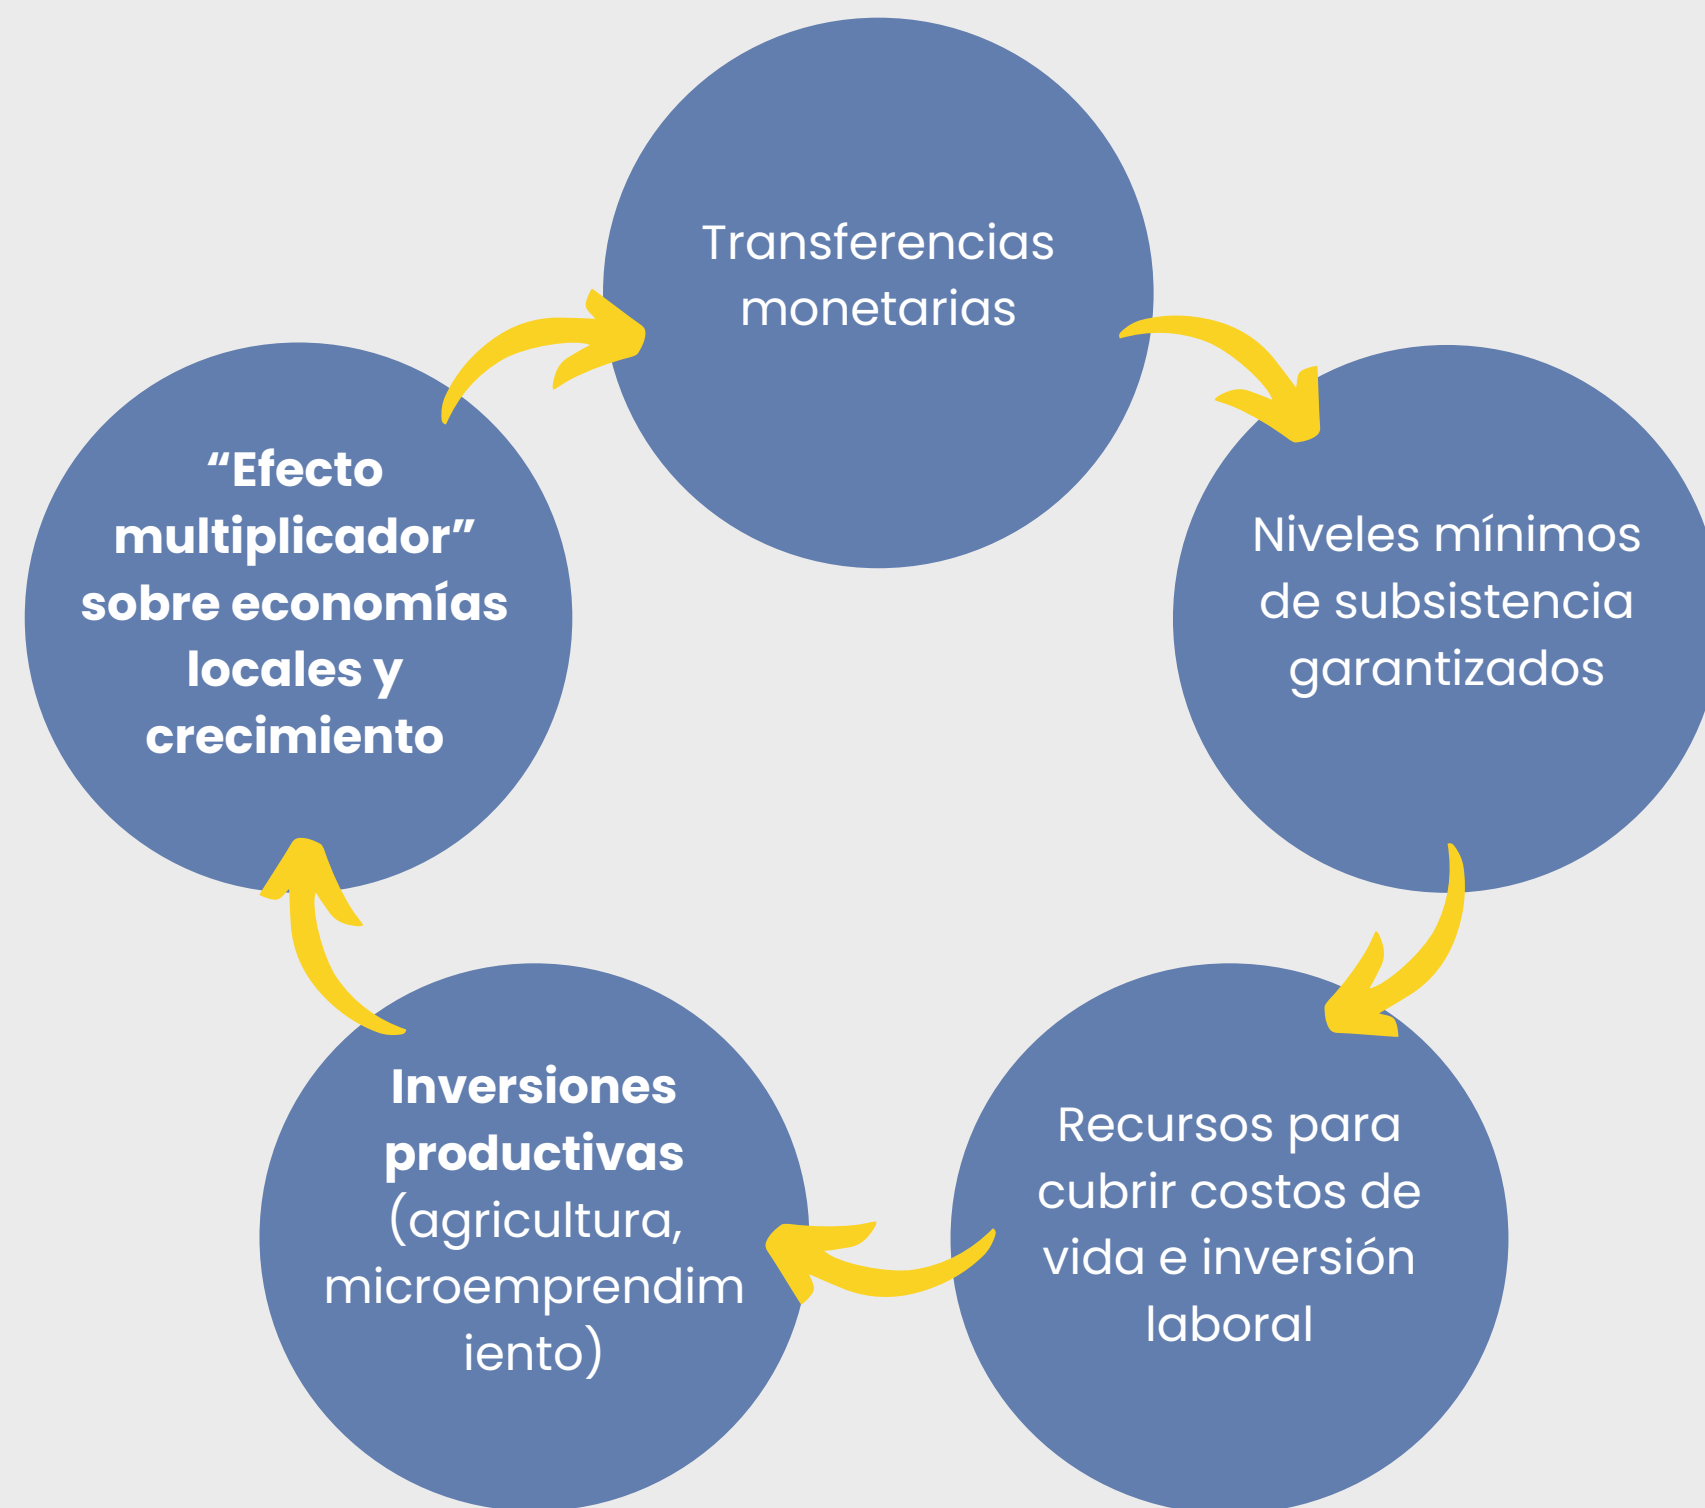 Transferencias
monetarias
Niveles mínimos
de subsistencia
garantizados
Recursos para
cubrir costos de
vida e inversión
laboral
Inversiones
productivas
(agricultura,
microemprendim
iento)
“Efecto
multiplicador”
sobre economías
locales y
crecimiento